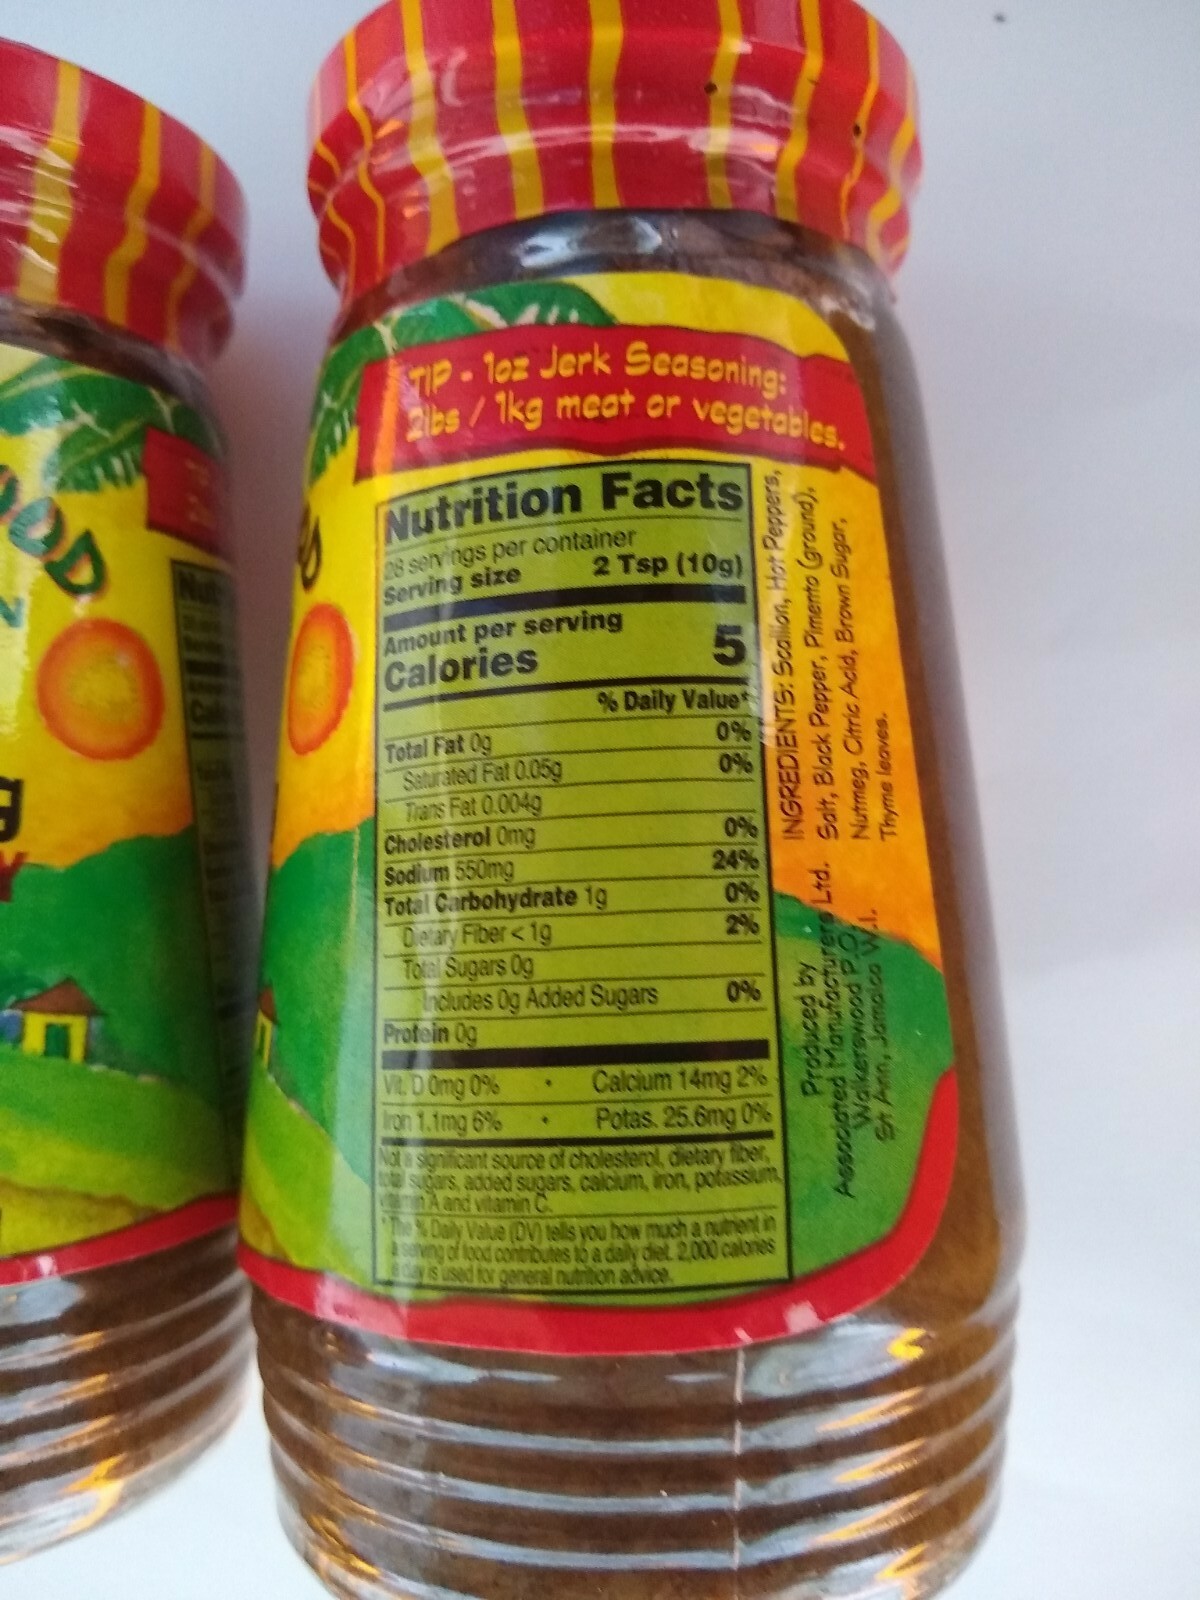 TIP - 1oz Jerk Seasoning:
2lbs / 1kg meat or vegetables.
Nutrition Facts
28 servings per container
Serving size 2 Tsp (10g)
Amount per serving
Calories 5
% Daily Value*
Total Fat 0g 0%
Saturated Fat 0.05g 0%
Trans Fat 0.004g
Cholesterol 0mg 0%
Sodium 550mg 24%
Total Carbohydrate 1g 0%
Dietary Fiber < 1g 2%
Total Sugars 0g
Includes 0g Added Sugars 0%
Protein 0g
Vit. D 0mg 0% • Calcium 14mg 2%
Iron 1.1mg 6% • Potas. 25.6mg 0%
Not a significant source of cholesterol, dietary fiber,
total sugars, added sugars, calcium, iron, potassium,
vitamin A and vitamin C.
*The % Daily Value (DV) tells you how much a nutrient in
a serving of food contributes to a daily diet. 2,000 calories
a day is used for general nutrition advice.
INGREDIENTS: Scallion, Hot Peppers,
Salt, Black Pepper, Pimento (ground),
Nutmeg, Citric Acid, Brown Sugar,
Thyme leaves.
Produced by
Associated Manufacturers Ltd.
Walkerswood P.O.
St Ann, Jamaica W.I.